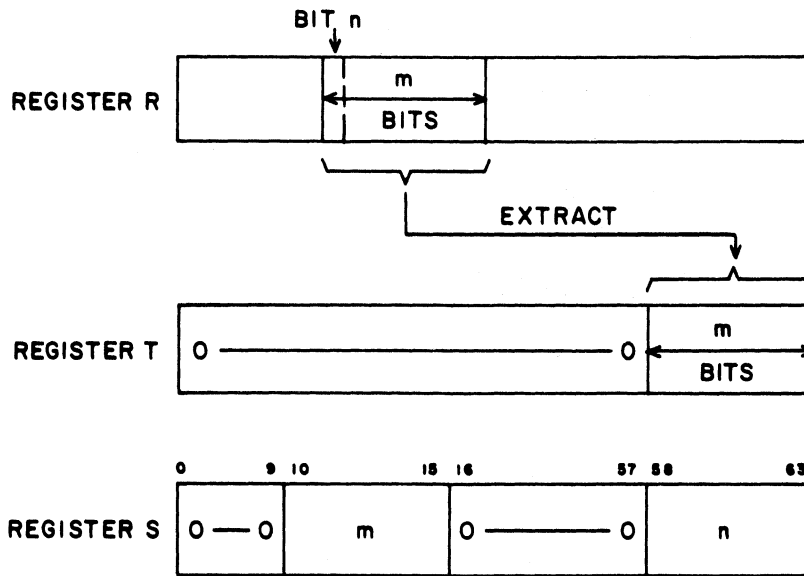 BIT n
REGISTER R
m
BITS
EXTRACT
REGISTER T
0 0
m
BITS
0 9 10 15 16 57 58 63
REGISTER S
0 0 m 0 0 n